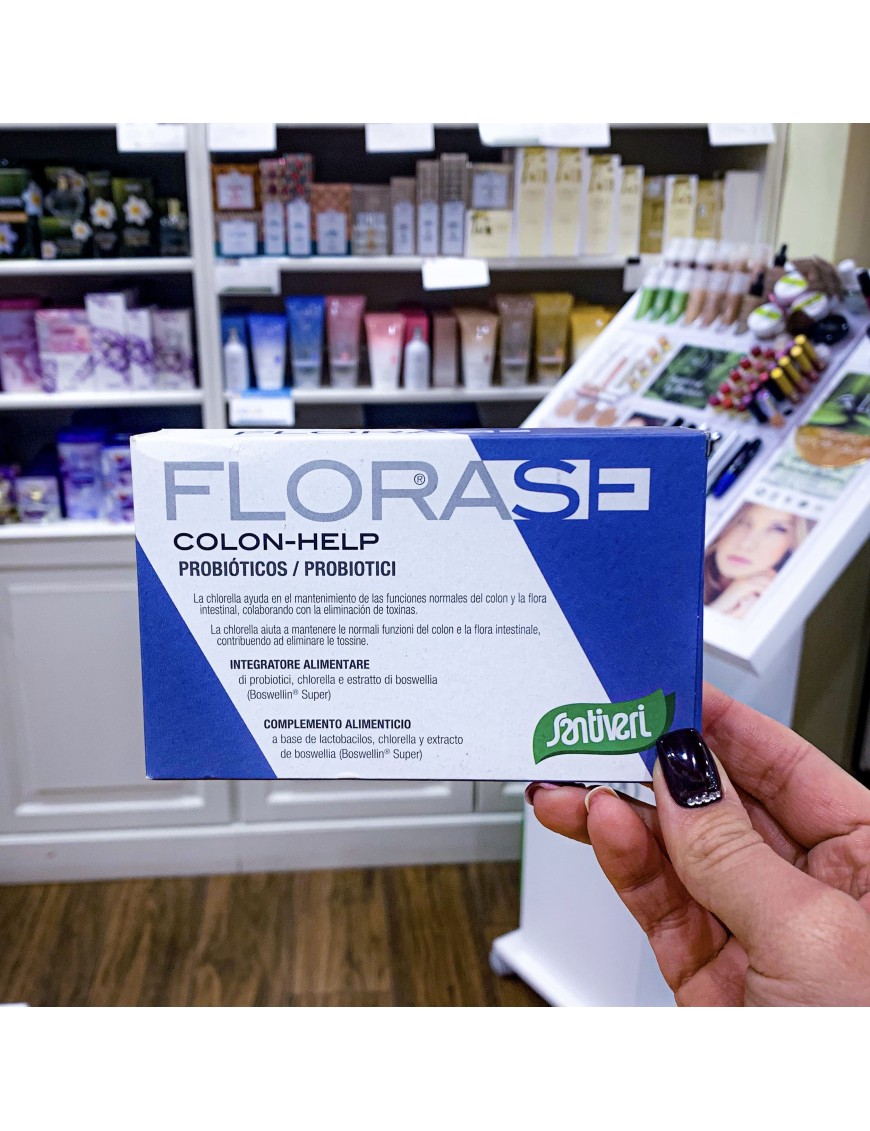 FLORASE®
COLON-HELP
PROBIÓTICOS / PROBIOTICI
La chlorella ayuda en el mantenimiento de las funciones normales del colon y la flora
intestinal, colaborando con la eliminación de toxinas.
La chlorella aiuta a mantenere le normali funzioni del colon e la flora intestinale,
contribuendo ad eliminare le tossine.
INTEGRATORE ALIMENTARE
di probiotici, chlorella e estratto di boswellia
(Boswellin® Super)
COMPLEMENTO ALIMENTICIO
a base de lactobacilos, chlorella y extracto
de boswellia (Boswellin® Super)
Santiveri